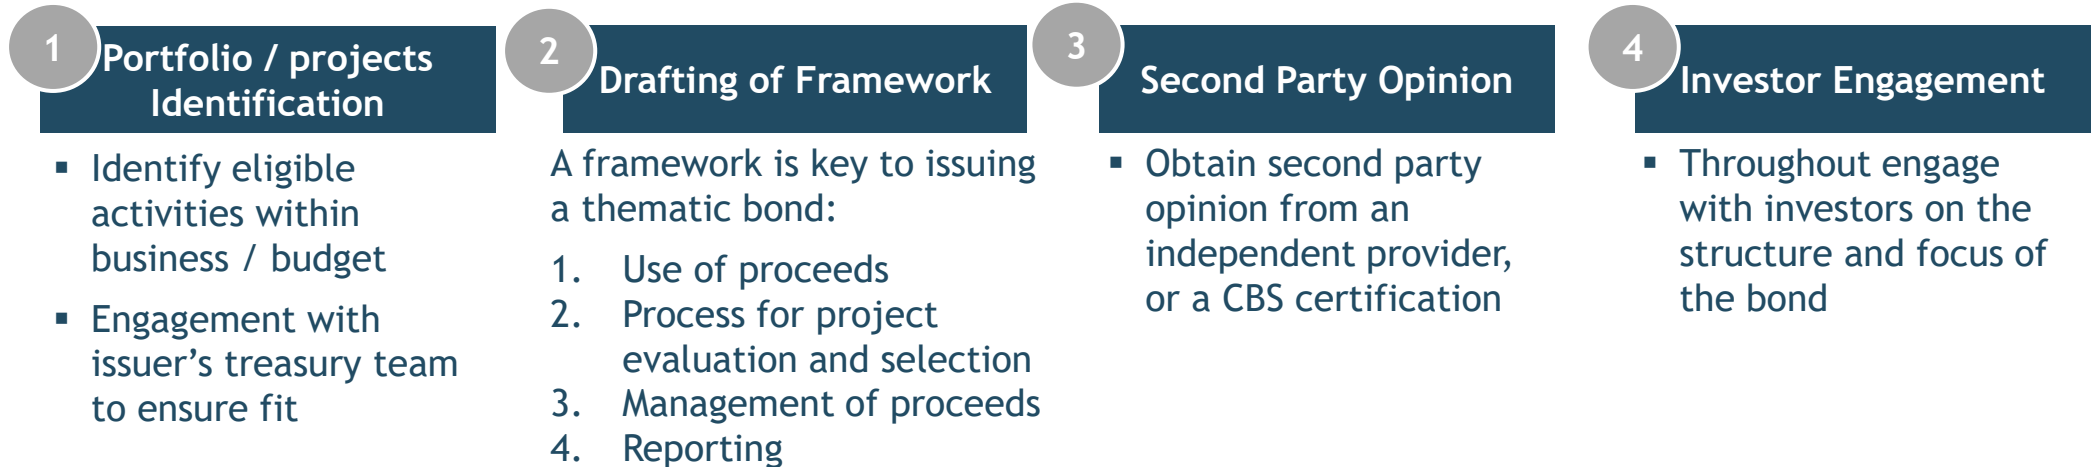 1
Portfolio / projects
Identification
▪ Identify eligible
activities within
business / budget
▪ Engagement with
issuer’s treasury team
to ensure fit
2
Drafting of Framework
A framework is key to issuing
a thematic bond:
1. Use of proceeds
2. Process for project
evaluation and selection
3. Management of proceeds
4. Reporting
3
Second Party Opinion
▪ Obtain second party
opinion from an
independent provider,
or a CBS certification
4
Investor Engagement
▪ Throughout engage
with investors on the
structure and focus of
the bond